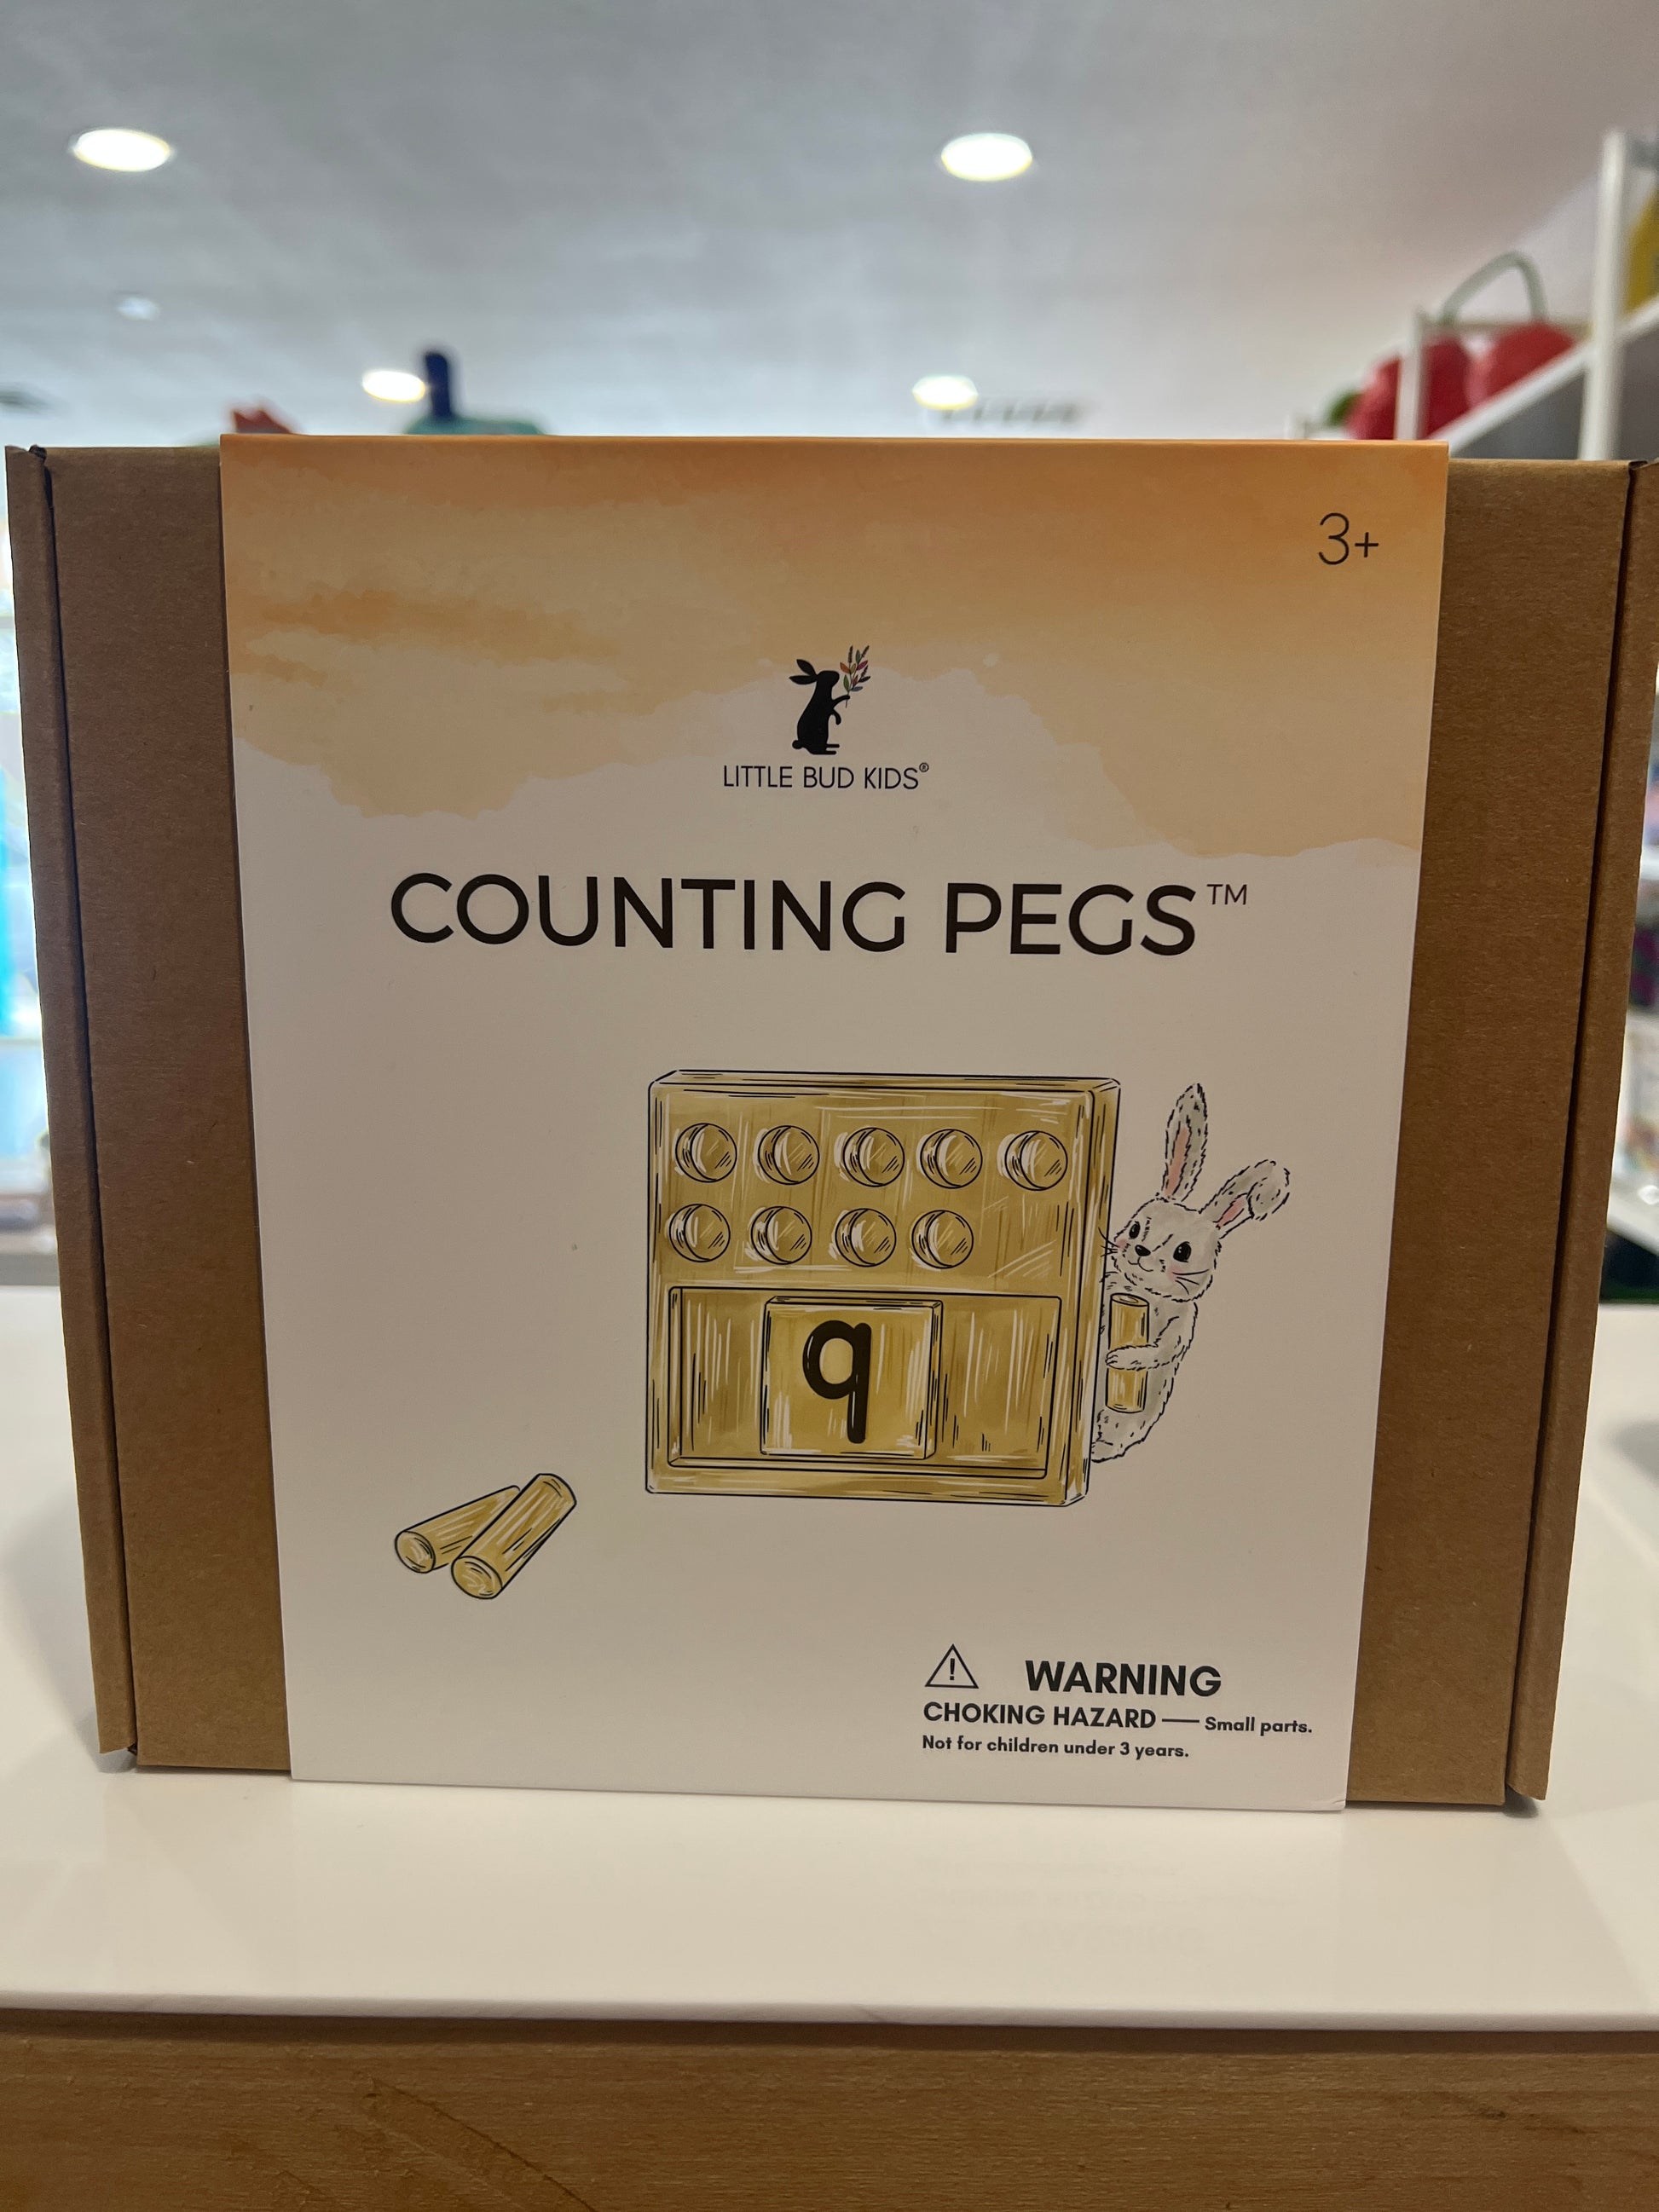 3+
LITTLE BUD KIDS®
COUNTING PEGS™
9
WARNING
CHOKING HAZARD — Small parts.
Not for children under 3 years.